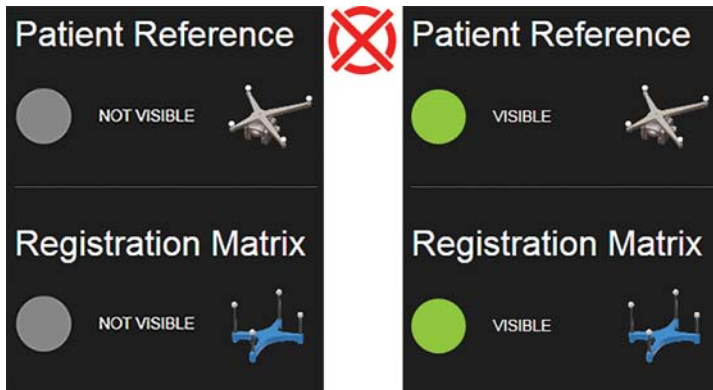 Patient Reference
NOT VISIBLE
Registration Matrix
NOT VISIBLE
Patient Reference
VISIBLE
Registration Matrix
VISIBLE